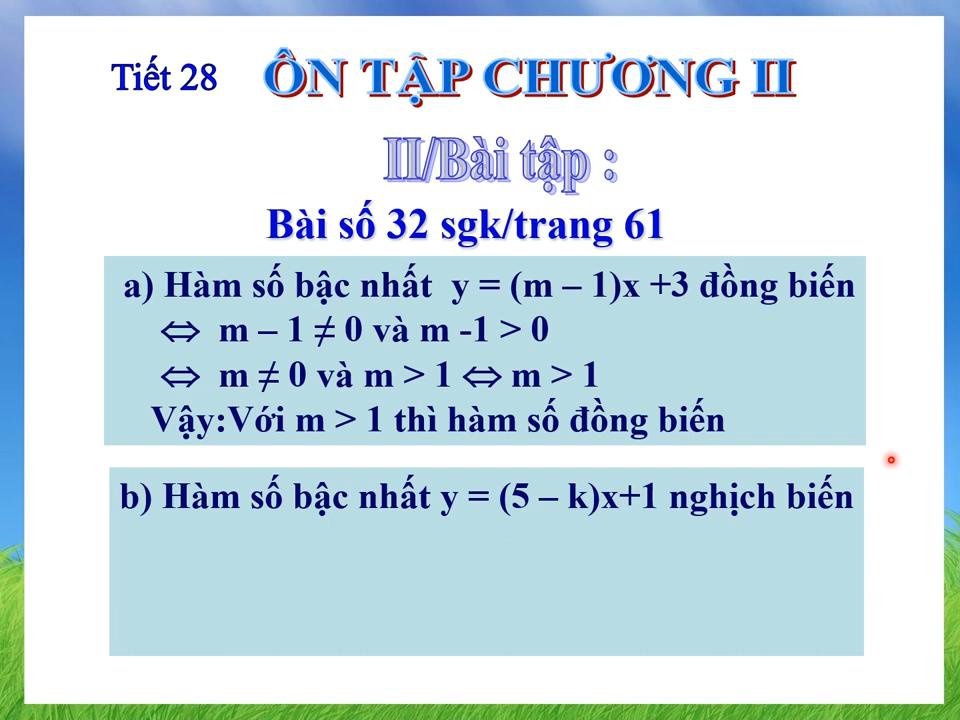 Tiết 28
ÔN TẬP CHƯƠNG II
II/Bài tập :
Bài số 32 sgk/trang 61
a) Hàm số bậc nhất y = (m – 1)x +3 đồng biến
⇔ m – 1 ≠ 0 và m -1 > 0
⇔ m ≠ 0 và m > 1 ⇔ m > 1
Vậy:Với m > 1 thì hàm số đồng biến
b) Hàm số bậc nhất y = (5 – k)x+1 nghịch biến